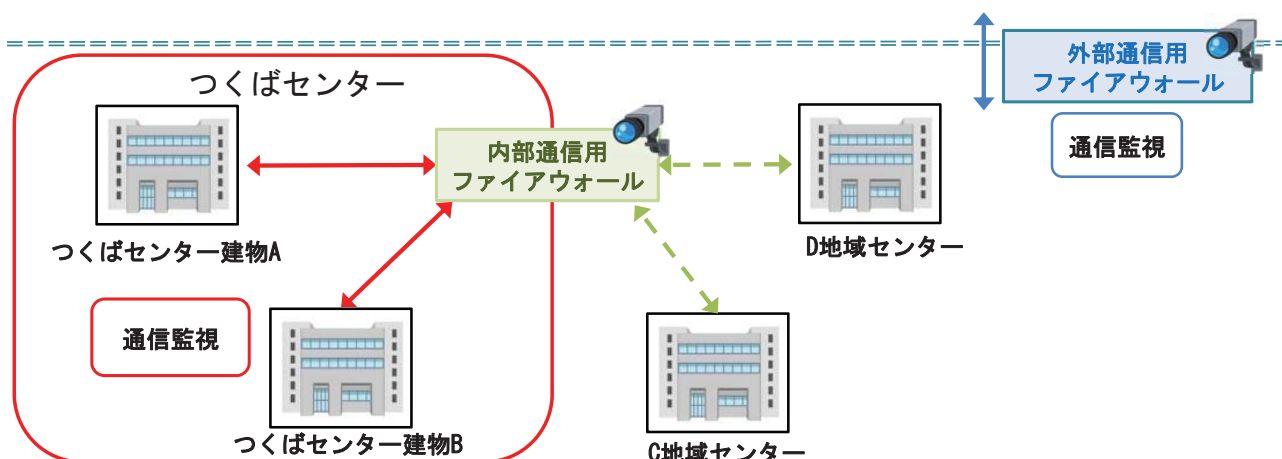 外部通信用
ファイアウォール
通信監視
つくばセンター
内部通信用
ファイアウォール
つくばセンター建物A
D地域センター
通信監視
つくばセンター建物B
C地域センター